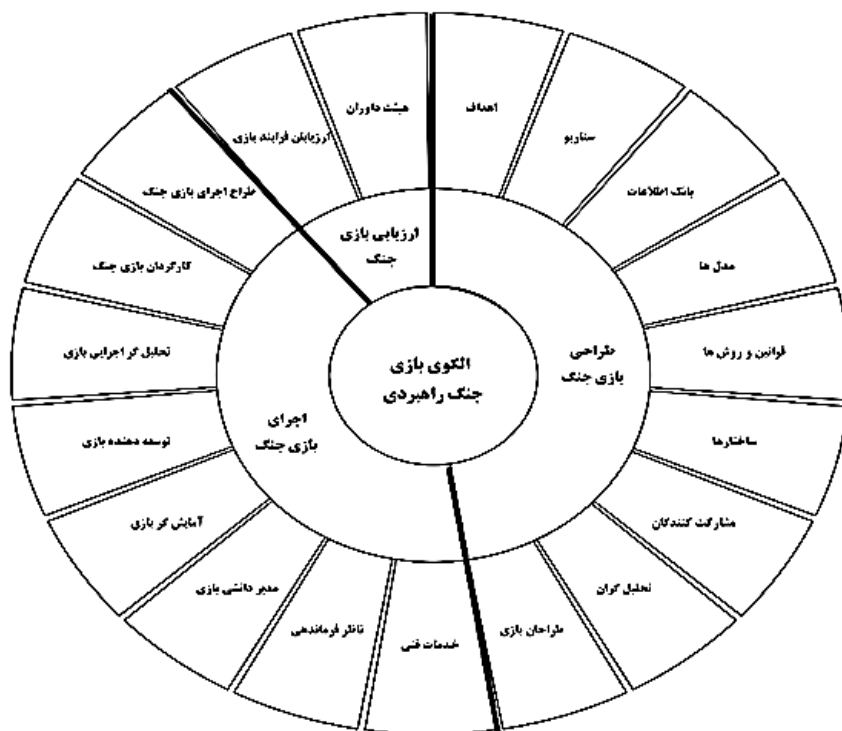 الگوی بازی
جنگ راهبردی
طراحی
بازی جنگ
اجرای
بازی جنگ
ارزیابی بازی
جنگ
اهداف
سناریو
بانک اطلاعات
مدل ها
قوانین و روش ها
ساختارها
مشارکت کنندگان
تحلیل گران
طراحان بازی
خدمات فنی
ناظر فرماندهی
مدیر دانشی بازی
آمایش گر بازی
توسعه دهنده بازی
تحلیل گر اجرایی بازی
کارگردان بازی جنگ
طراح اجرای بازی جنگ
ارزیابان فرایند بازی
هیئت داوران